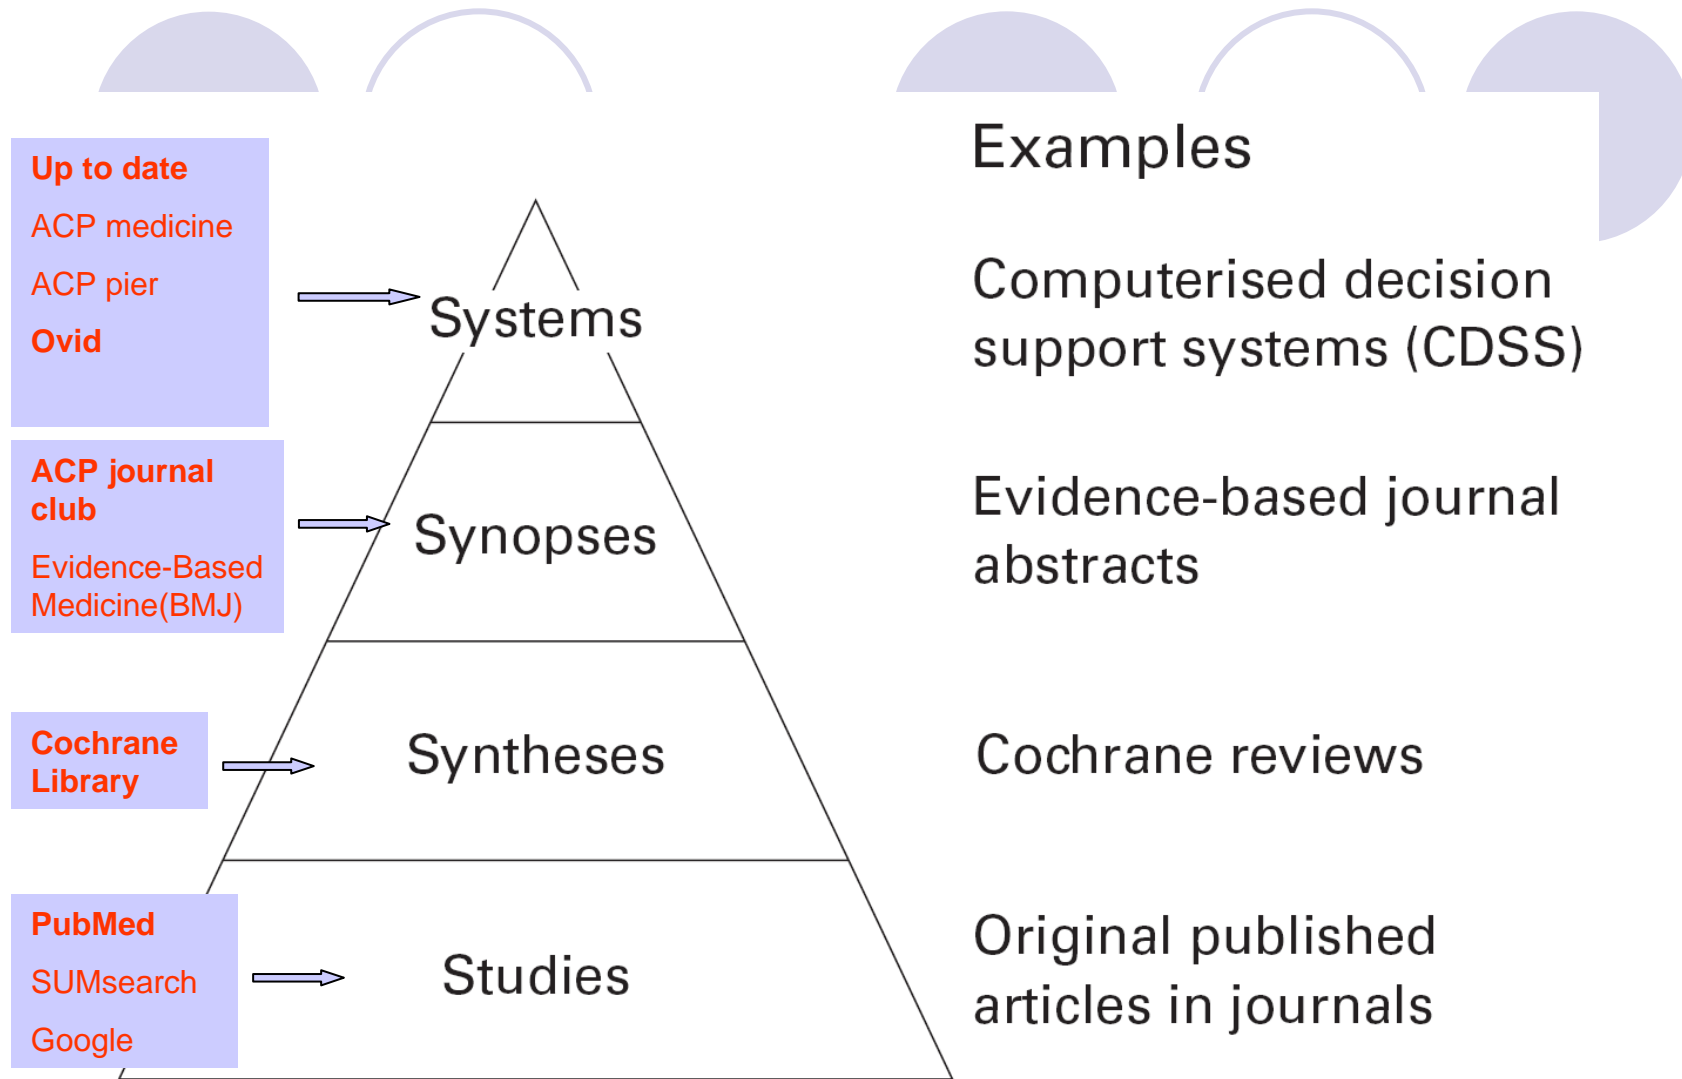 Examples
Up to date
ACP medicine
ACP pier
Ovid
Systems
Computerised decision
support systems (CDSS)
ACP journal
club
Evidence-Based
Medicine(BMJ)
Synopses
Evidence-based journal
abstracts
Cochrane
Library
Syntheses
Cochrane reviews
PubMed
SUMsearch
Google
Studies
Original published
articles in journals